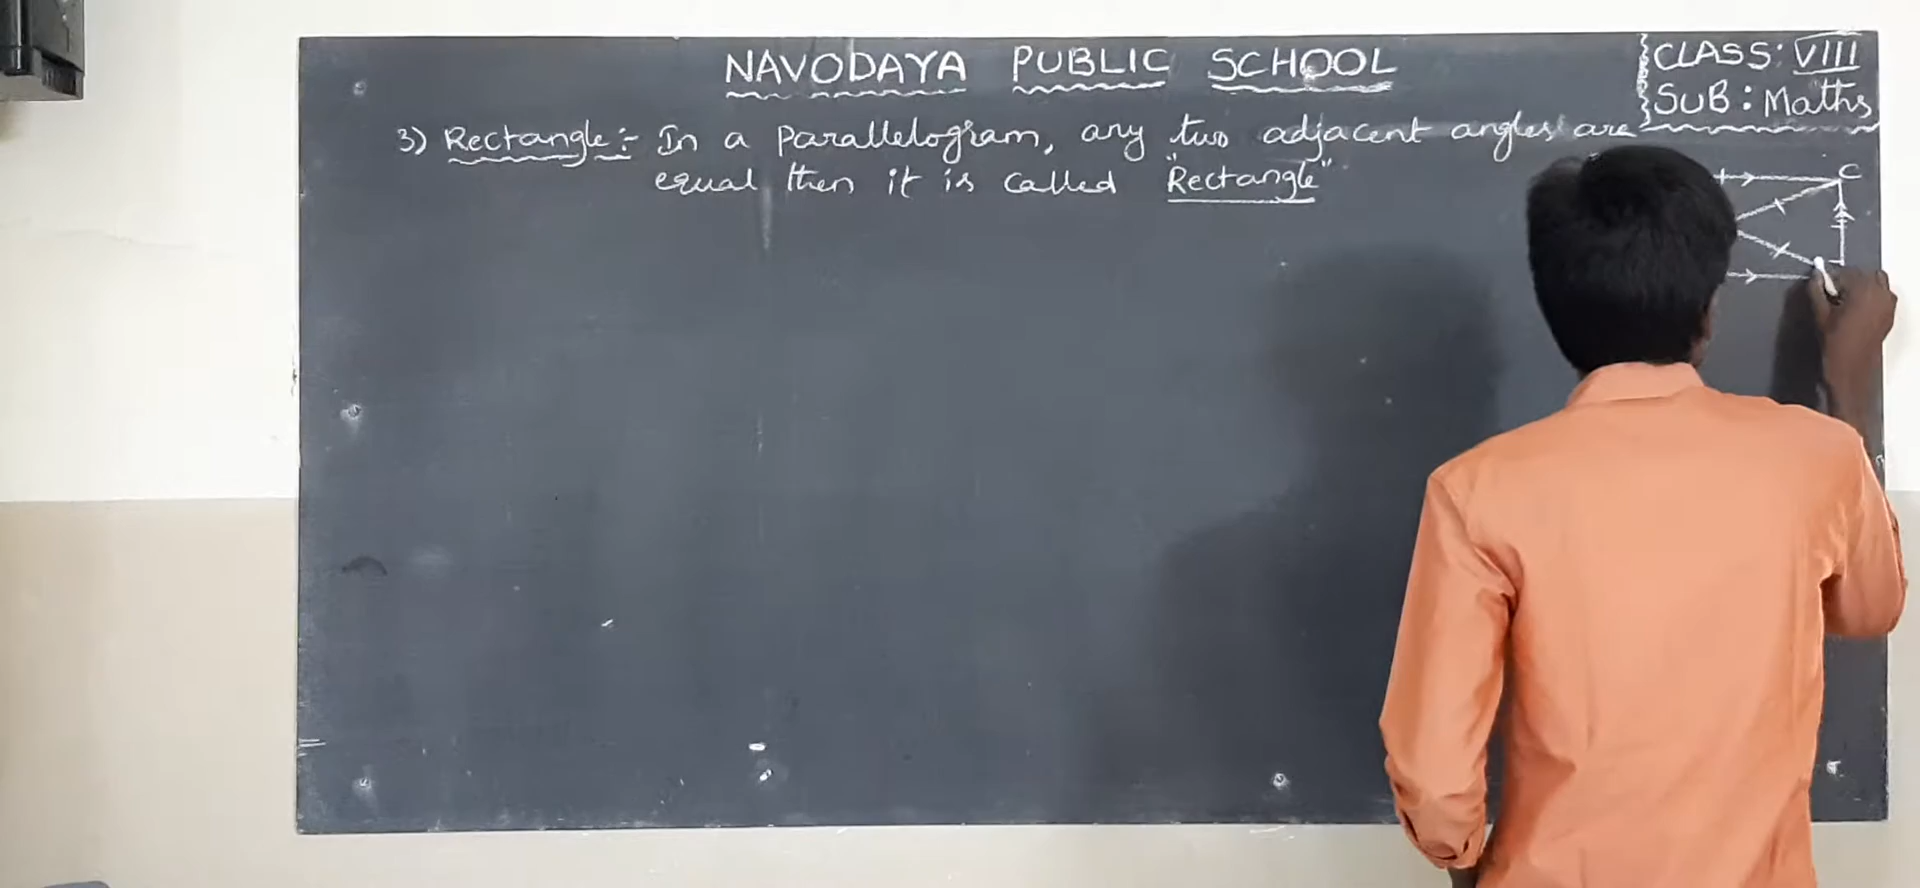 NAVODAYA PUBLIC SCHOOL
CLASS: VIII
SUB: Maths
3) Rectangle:- In a parallelogram, any two adjacent angles are
equal then it is called "Rectangle"
C